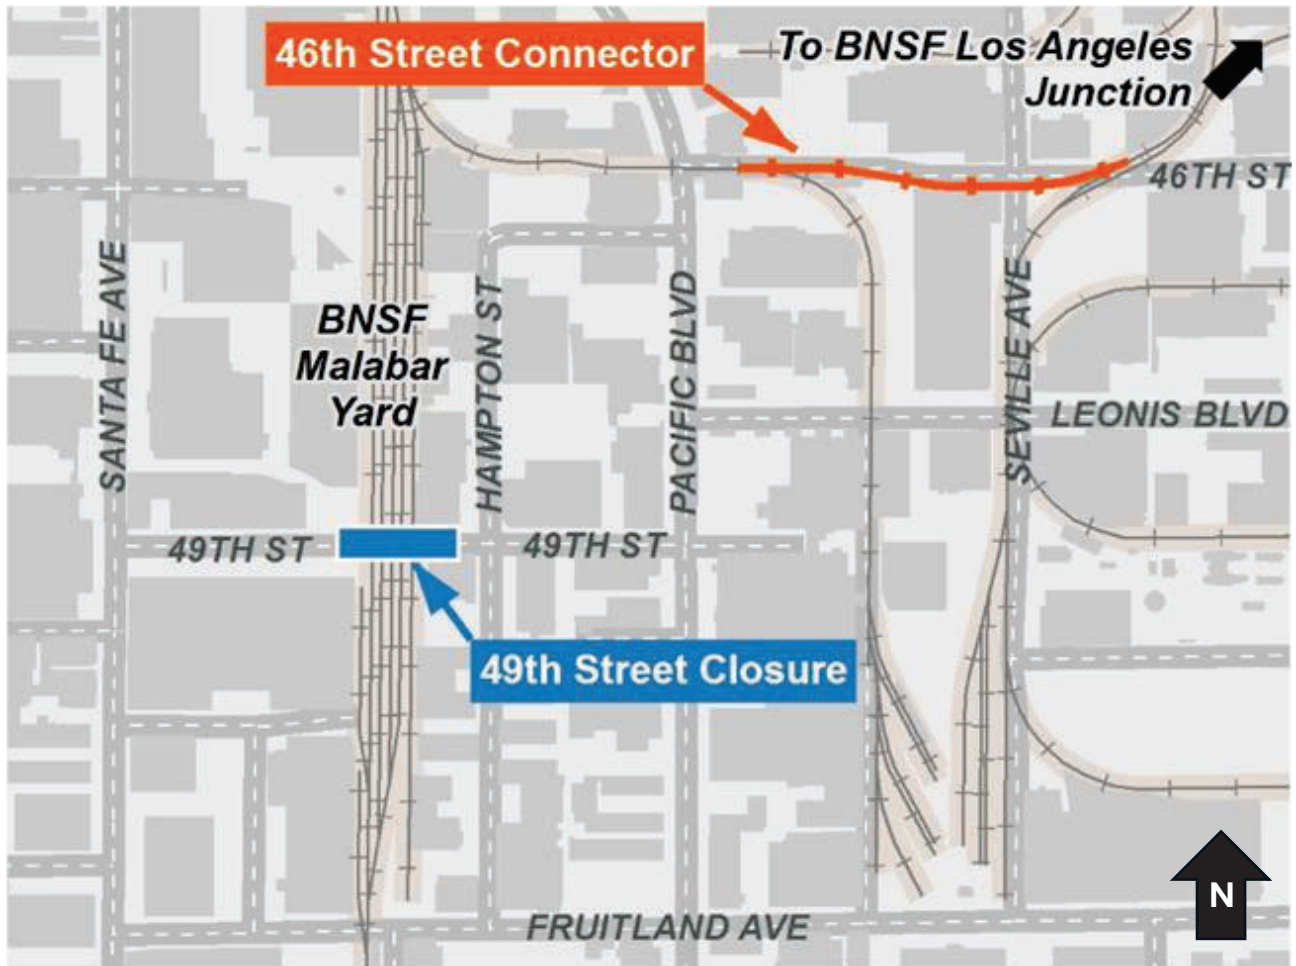 46th Street Connector
To BNSF Los Angeles
Junction
46TH ST
SANTA FE AVE
BNSF
Malabar
Yard
HAMPTON ST
PACIFIC BLVD
SEVILLE AVE
LEONIS BLVD
49TH ST
49TH ST
49th Street Closure
FRUITLAND AVE
N